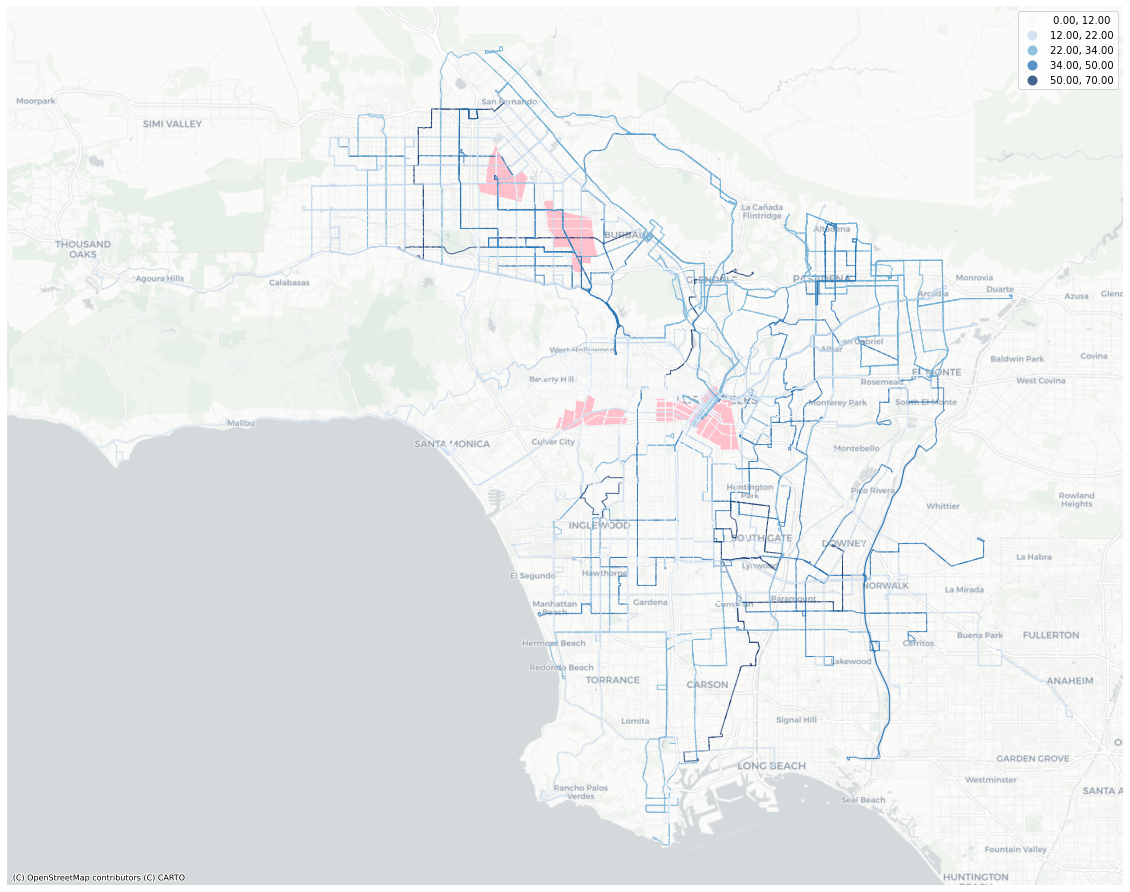 0.00, 12.00
12.00, 22.00
22.00, 34.00
34.00, 50.00
50.00, 70.00
Moorpark
SIMI VALLEY
San Fernando
THOUSAND
OAKS
Agoura Hills
Calabasas
BURBANK
La Cañada
Flintridge
Altadena
GLENDALE
PASADENA
Monrovia
Duarte
Arcadia
Azusa
Glenc
West Hollywood
Beverly Hill
an Gabriel
Alhar
Baldwin Park
Covina
EL MONTE
West Covina
Rosemead
South El Monte
Monterey Park
Malibu
SANTA MONICA
Culver City
Montebello
Huntington
Park
Pico Rivera
Whittier
Rowland
Heights
INGLEWOOD
SOUTH GATE
DOWNEY
La Habra
El Segundo
Hawthorne
Lynwood
NORWALK
La Mirada
Manhattan
Beach
Gardena
Compton
Paramount
Hermosa Beach
Cerritos
Buena Park
FULLERTON
Redondo Beach
Lakewood
TORRANCE
CARSON
ANAHEIM
Lomita
Signal Hill
GARDEN GROVE
LONG BEACH
Westminster
Rancho Palos
Verdes
Seal Beach
SANTA A
Fountain Valley
HUNTINGTON
(C) OpenStreetMap contributors (C) CARTO